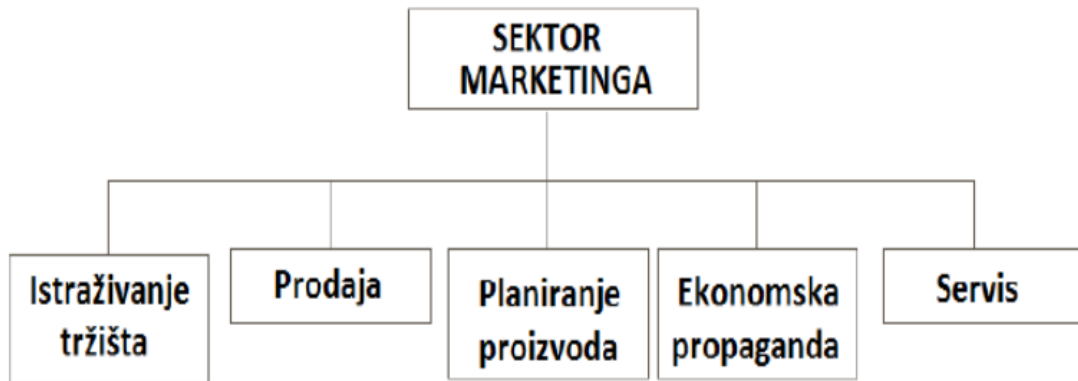 SEKTOR
MARKETINGA
Istraživanje
tržišta
Prodaja
Planiranje
proizvoda
Ekonomska
propaganda
Servis